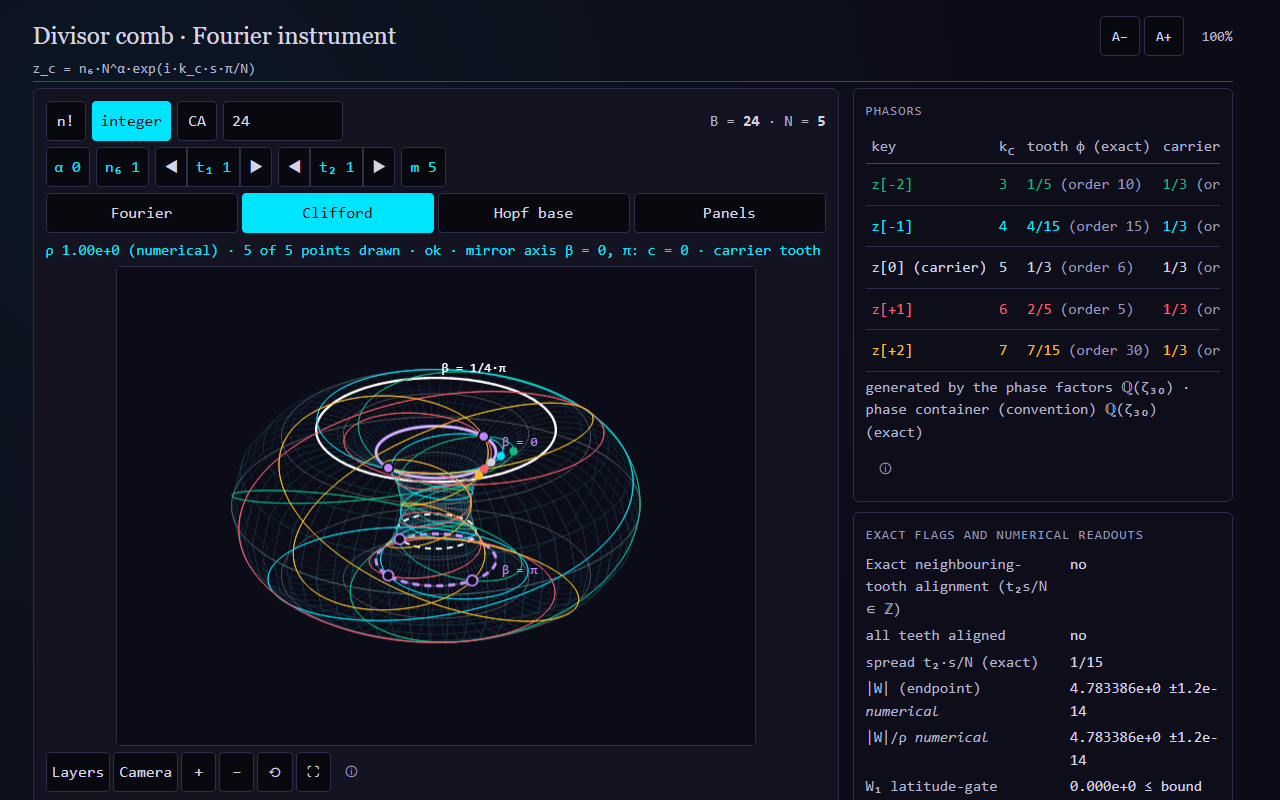 Divisor comb · Fourier instrument
A−
A+
100%
z_c = n₆·N^α·exp(i·k_c·s·π/N)
n!
integer
CA
24
B = 24 · N = 5
α 0
n₆ 1
◀ t₁ 1 ▶
◀ t₂ 1 ▶
m 5
Fourier
Clifford
Hopf base
Panels
ρ 1.00e+0 (numerical) · 5 of 5 points drawn · ok · mirror axis β = 0, π: c = 0 · carrier tooth
β = 1/4·π
β = 0
β = π
Layers
Camera
+
−
⟲
⛶
ⓘ
PHASORS
key k_C tooth ϕ (exact) carrier
z[-2] 3 1/5 (order 10) 1/3 (or
z[-1] 4 4/15 (order 15) 1/3 (or
z[0] (carrier) 5 1/3 (order 6) 1/3 (or
z[+1] 6 2/5 (order 5) 1/3 (or
z[+2] 7 7/15 (order 30) 1/3 (or
generated by the phase factors ℚ(ζ₃₀) ·
phase container (convention) ℚ(ζ₃₀)
(exact)
ⓘ
EXACT FLAGS AND NUMERICAL READOUTS
Exact neighbouring- no
tooth alignment (t₂s/N
∈ ℤ)
all teeth aligned no
spread t₂·s/N (exact) 1/15
|W| (endpoint) 4.783386e+0 ±1.2e-
numerical 14
|W|/ρ numerical 4.783386e+0 ±1.2e-
14
W₁ latitude-gate 0.000e+0 ≤ bound